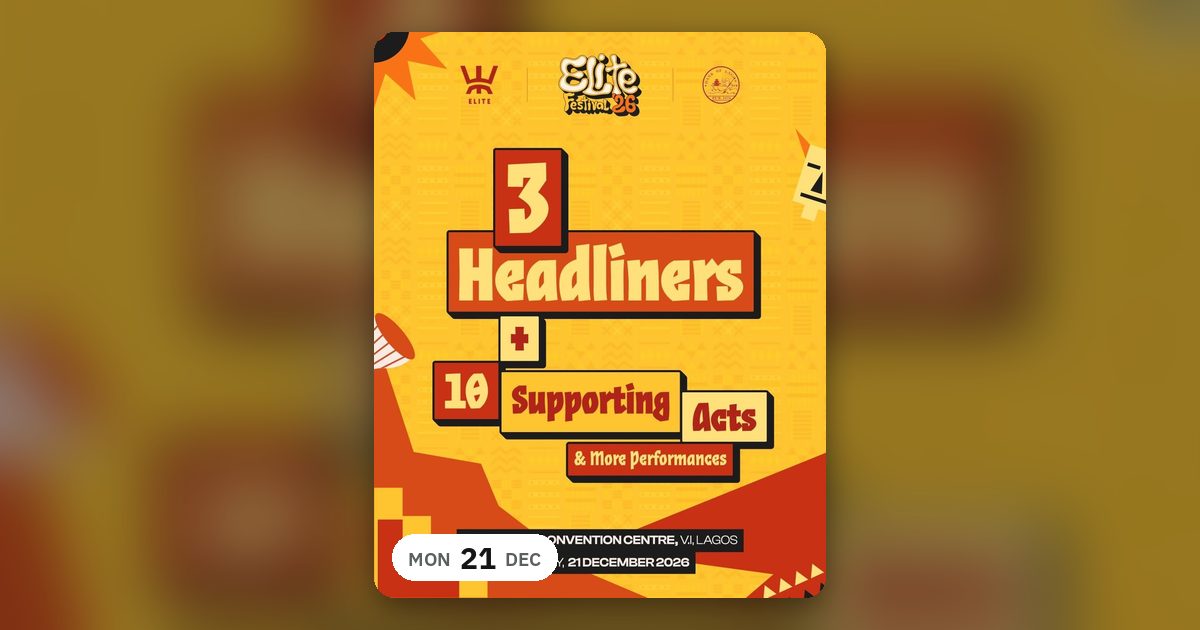 ELITE
Elite
Festival '26
3
Headliners
+
10 Supporting Acts
& More Performances
CONVENTION CENTRE, V.I, LAGOS
21 DECEMBER 2026
MON 21 DEC